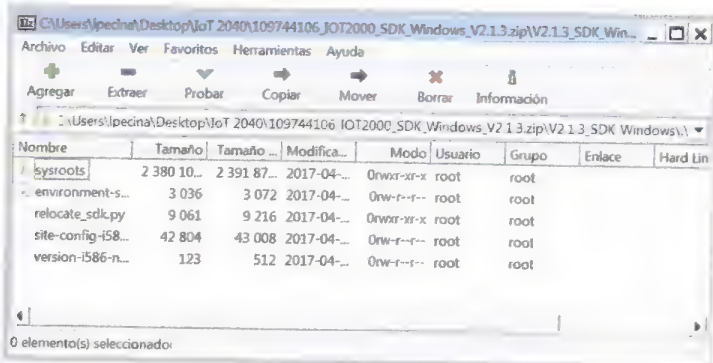 C:\Users\lpecina\Desktop\IoT 2040\109744106_IOT2000_SDK_Windows_V2.1.3.zip\V2.1.3_SDK_Win...
Archivo Editar Ver Favoritos Herramientas Ayuda
Agregar Extraer Probar Copiar Mover Borrar Información
:\Users\lpecina\Desktop\IoT 2040\109744106 IOT2000_SDK_Windows_V2 1 3.zip\V2 1 3_SDK Windows\.\
Nombre Tamaño Tamaño ... Modifica... Modo Usuario Grupo Enlace Hard Lin
sysroots 2 380 10... 2 391 87... 2017-04-... 0rwxr-xr-x root root
environment-s... 3 036 3 072 2017-04-... 0rw-r--r-- root root
relocate_sdk.py 9 061 9 216 2017-04-... 0rwxr-xr-x root root
site-config-i58... 42 804 43 008 2017-04-... 0rw-r--r-- root root
version-i586-n... 123 512 2017-04-... 0rw-r--r-- root root
0 elemento(s) seleccionado